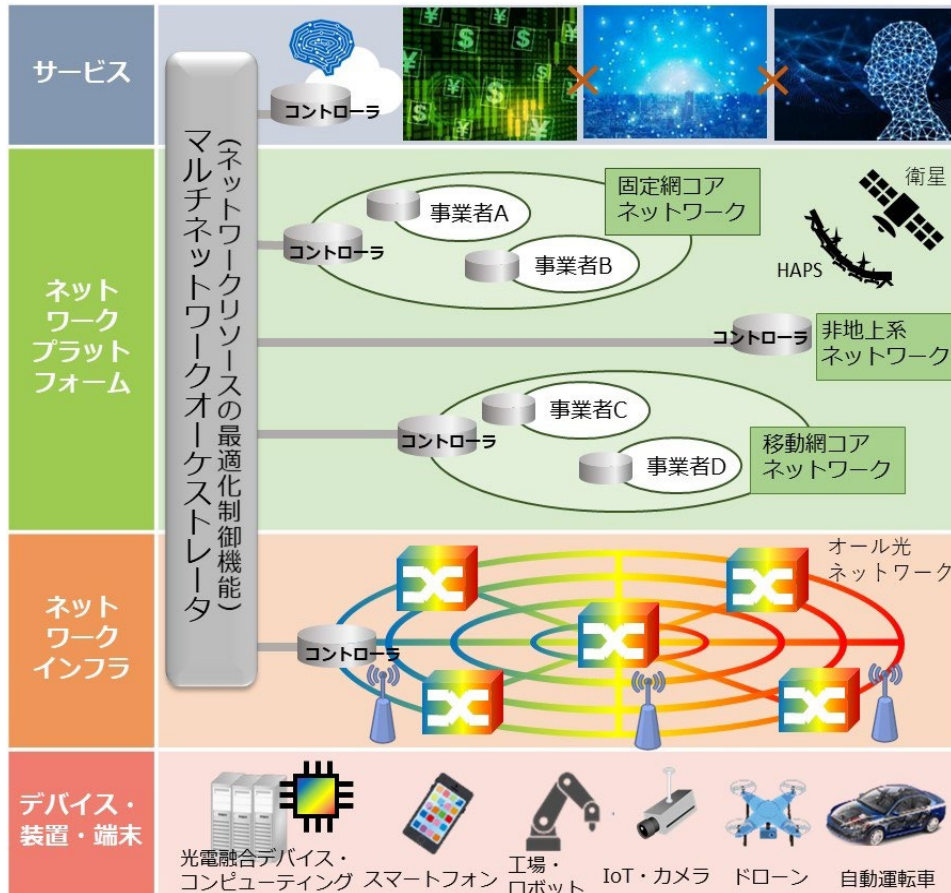 サービス
コントローラ
マルチネットワークオーケストレータ
(ネットワークリソースの最適化制御機能)
ネット
ワーク
プラット
フォーム
事業者A
事業者B
コントローラ
固定網コア
ネットワーク
衛星
HAPS
コントローラ
非地上系
ネットワーク
事業者C
事業者D
コントローラ
移動網コア
ネットワーク
ネット
ワーク
インフラ
コントローラ
オール光
ネットワーク
デバイス・
装置・端末
光電融合デバイス・
コンピューティング
スマートフォン
工場・
ロボット
IoT・カメラ
ドローン
自動運転車